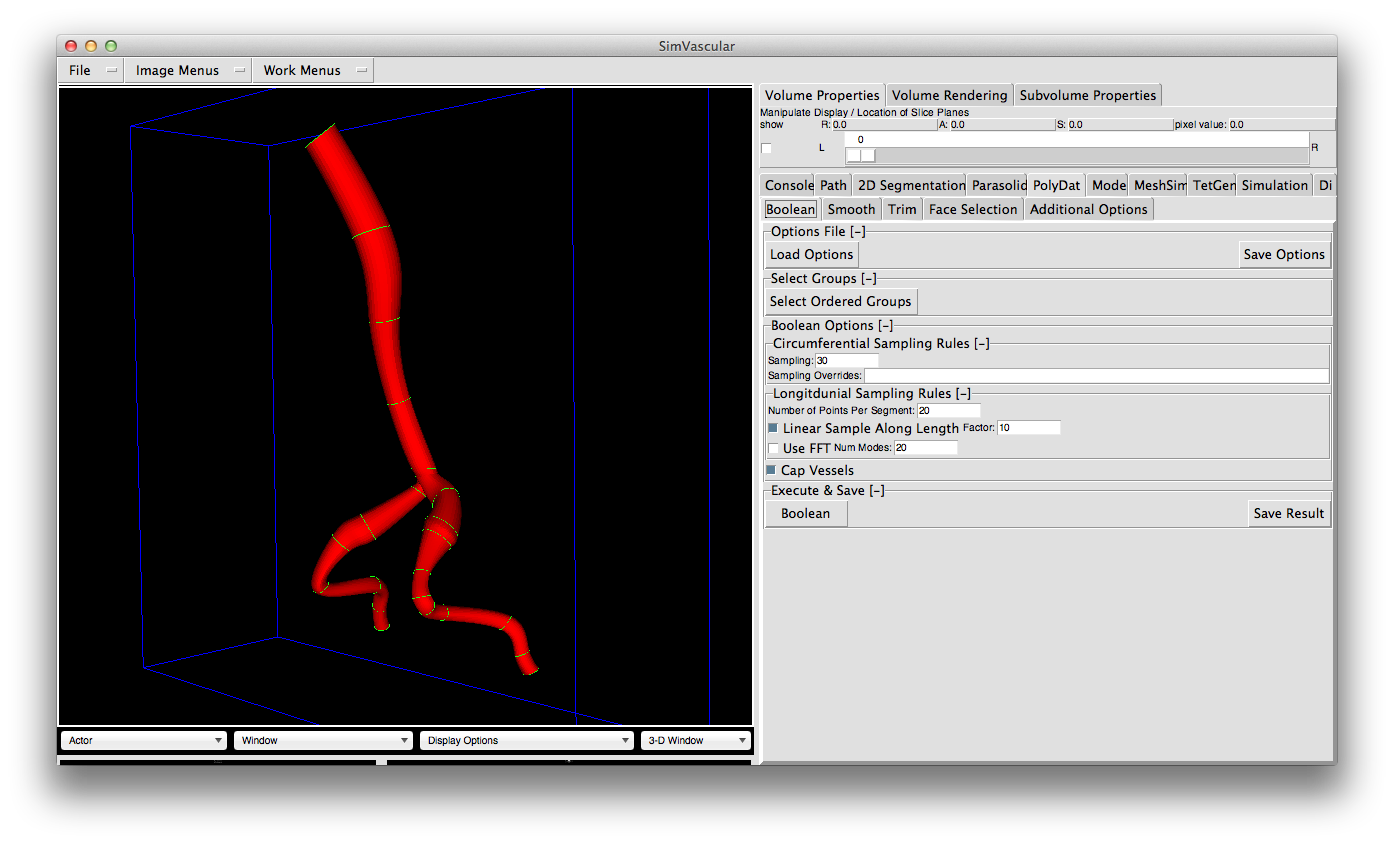 SimVascular
File Image Menus Work Menus
Volume Properties Volume Rendering Subvolume Properties
Manipulate Display / Location of Slice Planes
show R: 0.0 A: 0.0 S: 0.0 pixel value: 0.0
0
L R
Console Path 2D Segmentation Parasolid PolyDat Mode MeshSim TetGen Simulation Di
Boolean Smooth Trim Face Selection Additional Options
Options File [-]
Load Options Save Options
Select Groups [-]
Select Ordered Groups
Boolean Options [-]
Circumferential Sampling Rules [-]
Sampling: 30
Sampling Overrides:
Longitdunial Sampling Rules [-]
Number of Points Per Segment: 20
Linear Sample Along Length Factor: 10
Use FFT Num Modes: 20
Cap Vessels
Execute & Save [-]
Boolean Save Result
Actor Window Display Options 3-D Window